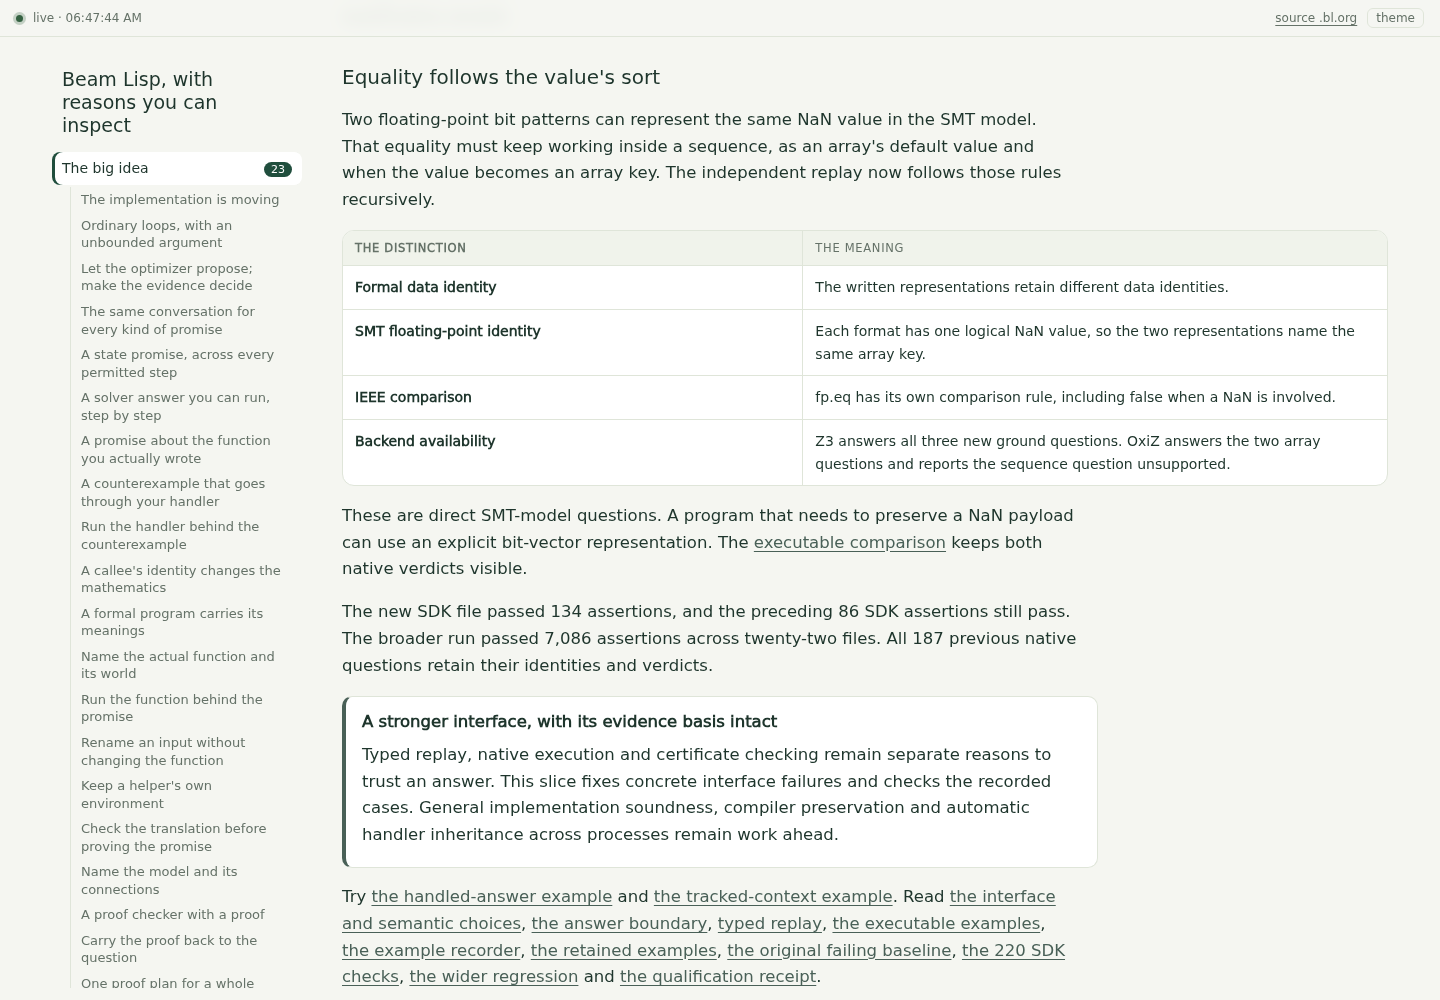 live · 06:47:44 AM
source .bl.org
theme
Beam Lisp, with
reasons you can
inspect
The big idea
23
The implementation is moving
Ordinary loops, with an
unbounded argument
Let the optimizer propose;
make the evidence decide
The same conversation for
every kind of promise
A state promise, across every
permitted step
A solver answer you can run,
step by step
A promise about the function
you actually wrote
A counterexample that goes
through your handler
Run the handler behind the
counterexample
A callee's identity changes the
mathematics
A formal program carries its
meanings
Name the actual function and
its world
Run the function behind the
promise
Rename an input without
changing the function
Keep a helper's own
environment
Check the translation before
proving the promise
Name the model and its
connections
A proof checker with a proof
Carry the proof back to the
question
One proof plan for a whole
Equality follows the value's sort
Two floating-point bit patterns can represent the same NaN value in the SMT model.
That equality must keep working inside a sequence, as an array's default value and
when the value becomes an array key. The independent replay now follows those rules
recursively.
THE DISTINCTION
THE MEANING
Formal data identity
The written representations retain different data identities.
SMT floating-point identity
Each format has one logical NaN value, so the two representations name the
same array key.
IEEE comparison
fp.eq has its own comparison rule, including false when a NaN is involved.
Backend availability
Z3 answers all three new ground questions. OxiZ answers the two array
questions and reports the sequence question unsupported.
These are direct SMT-model questions. A program that needs to preserve a NaN payload
can use an explicit bit-vector representation. The executable comparison keeps both
native verdicts visible.
The new SDK file passed 134 assertions, and the preceding 86 SDK assertions still pass.
The broader run passed 7,086 assertions across twenty-two files. All 187 previous native
questions retain their identities and verdicts.
A stronger interface, with its evidence basis intact
Typed replay, native execution and certificate checking remain separate reasons to
trust an answer. This slice fixes concrete interface failures and checks the recorded
cases. General implementation soundness, compiler preservation and automatic
handler inheritance across processes remain work ahead.
Try the handled-answer example and the tracked-context example. Read the interface
and semantic choices, the answer boundary, typed replay, the executable examples,
the example recorder, the retained examples, the original failing baseline, the 220 SDK
checks, the wider regression and the qualification receipt.